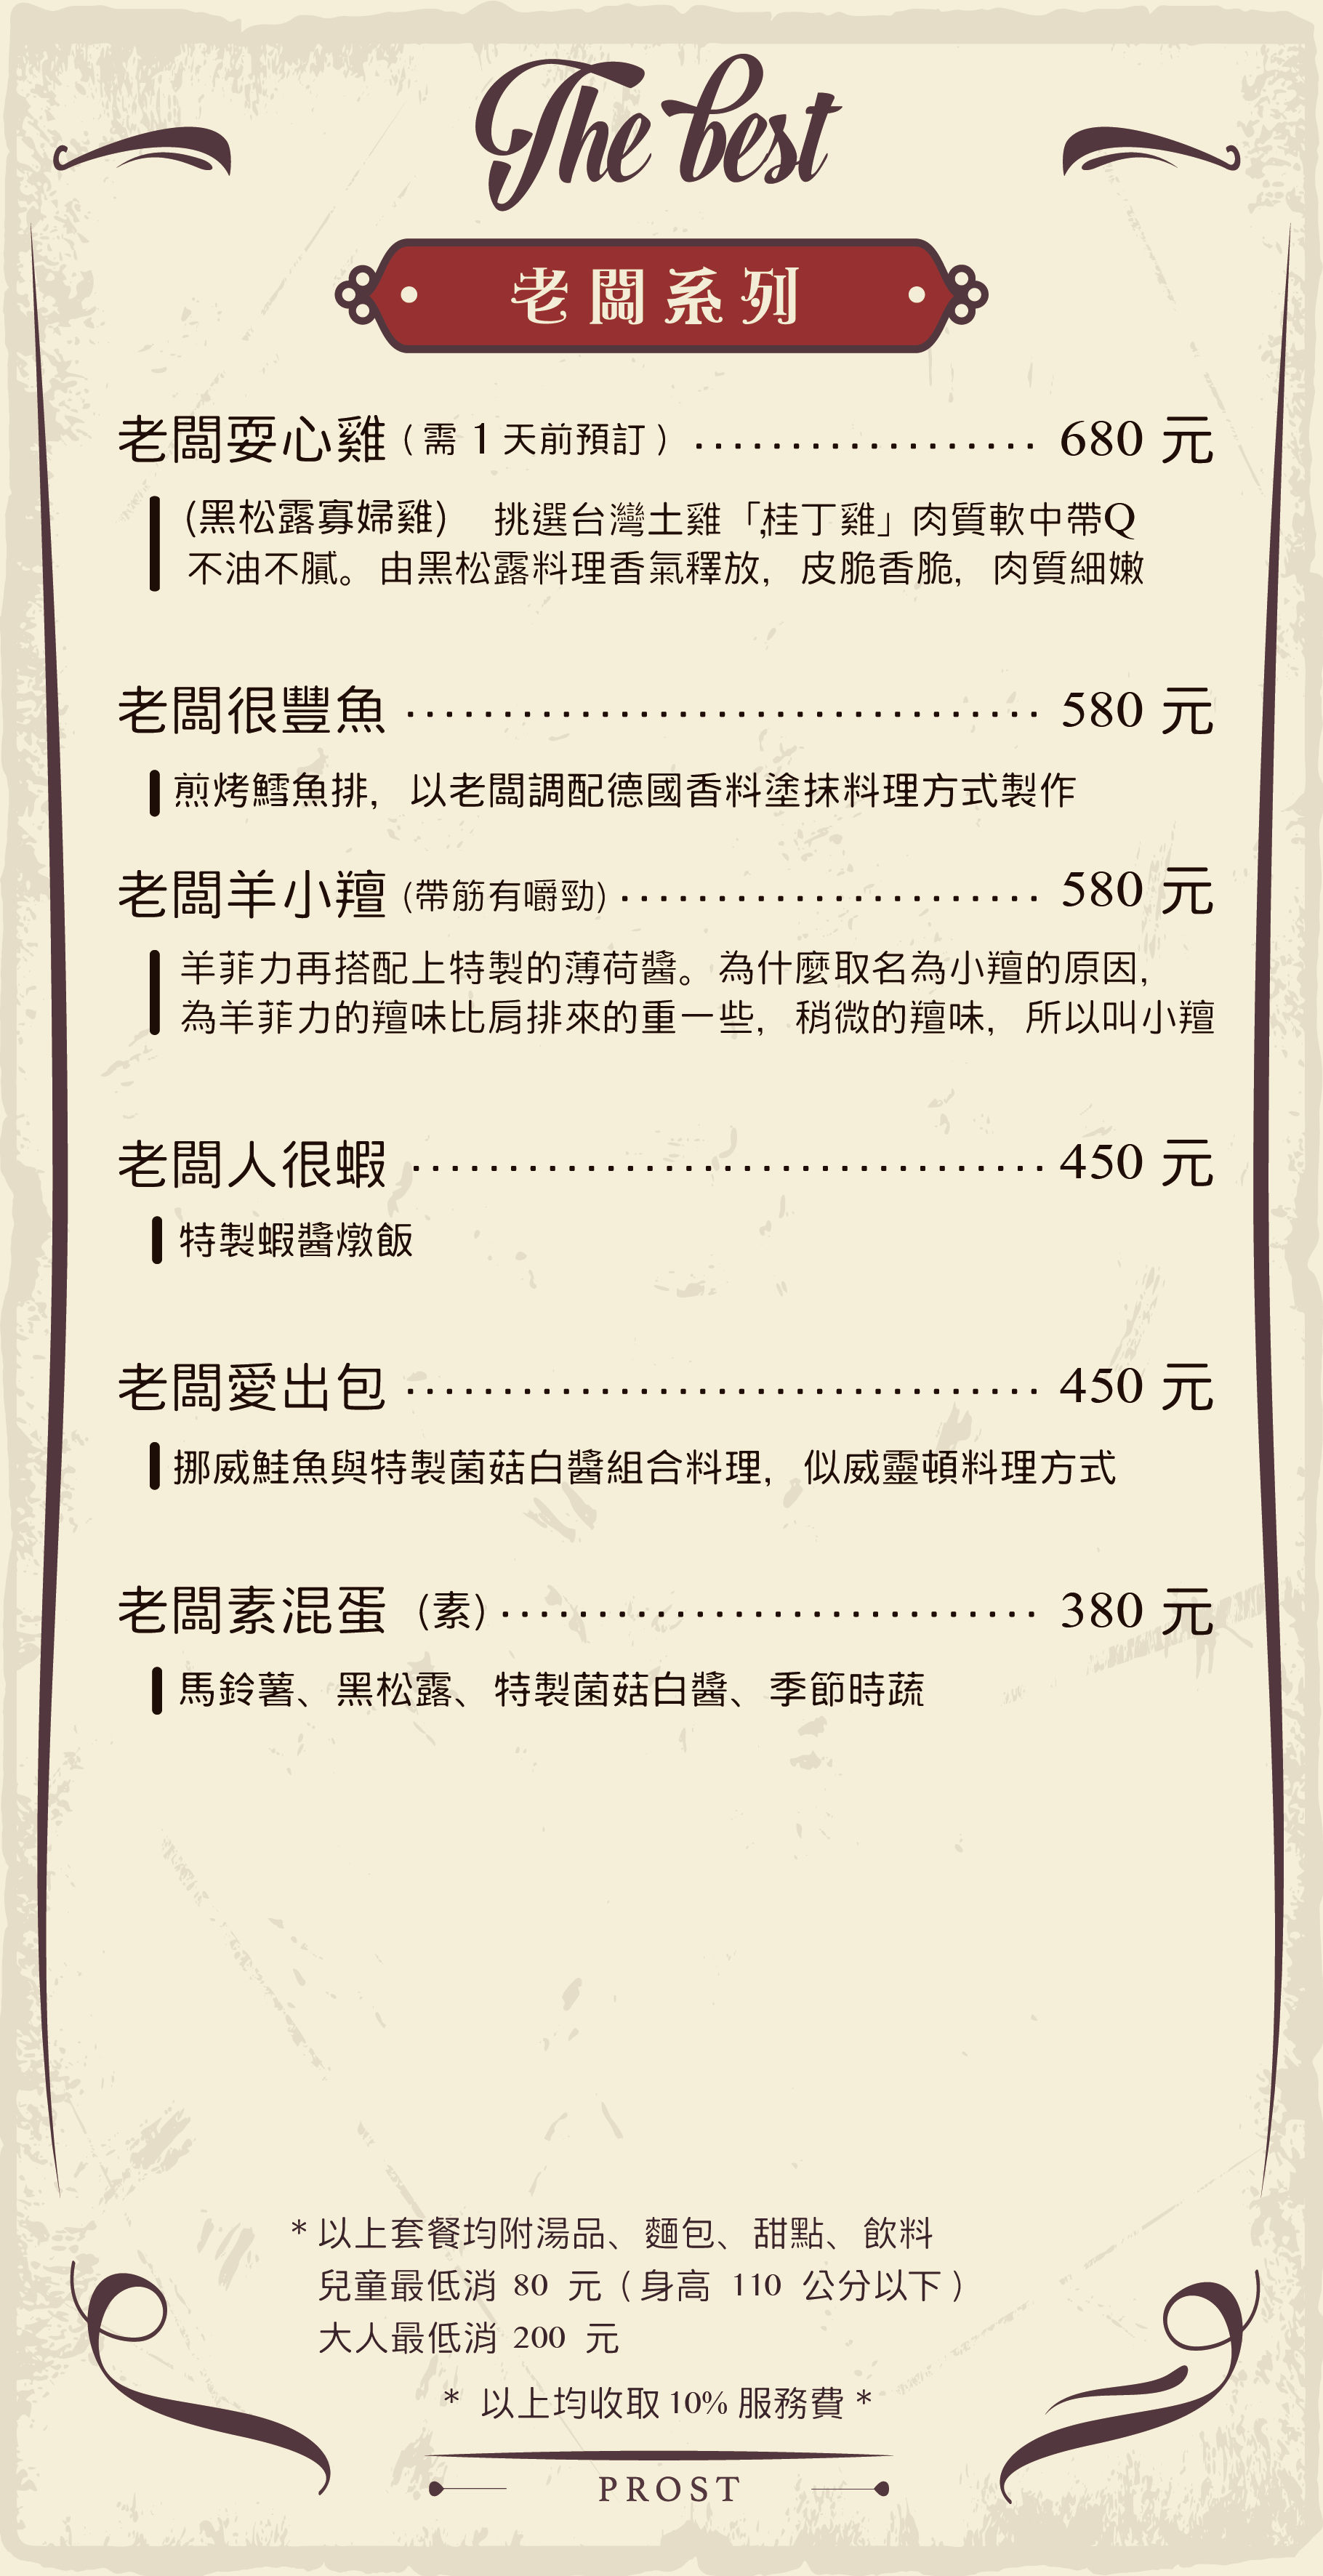 The best
老闆系列
老闆耍心雞（需 1 天前預訂）.................. 680 元
(黑松露寡婦雞)　挑選台灣土雞「,桂丁雞」肉質軟中帶Q
不油不膩。由黑松露料理香氣釋放，皮脆香脆，肉質細嫩
老闆很豐魚 ................................. 580 元
煎烤鱈魚排，以老闆調配德國香料塗抹料理方式製作
老闆羊小羶 (帶筋有嚼勁) ...................... 580 元
羊菲力再搭配上特製的薄荷醬。為什麼取名為小羶的原因，
為羊菲力的羶味比肩排來的重一些，稍微的羶味，所以叫小羶
老闆人很蝦 ................................. 450 元
特製蝦醬燉飯
老闆愛出包 ................................. 450 元
挪威鮭魚與特製菌菇白醬組合料理，似威靈頓料理方式
老闆素混蛋 (素) ............................ 380 元
馬鈴薯、黑松露、特製菌菇白醬、季節時蔬
* 以上套餐均附湯品、麵包、甜點、飲料
兒童最低消 80 元（身高 110 公分以下）
大人最低消 200 元
* 以上均收取 10% 服務費 *
PROST